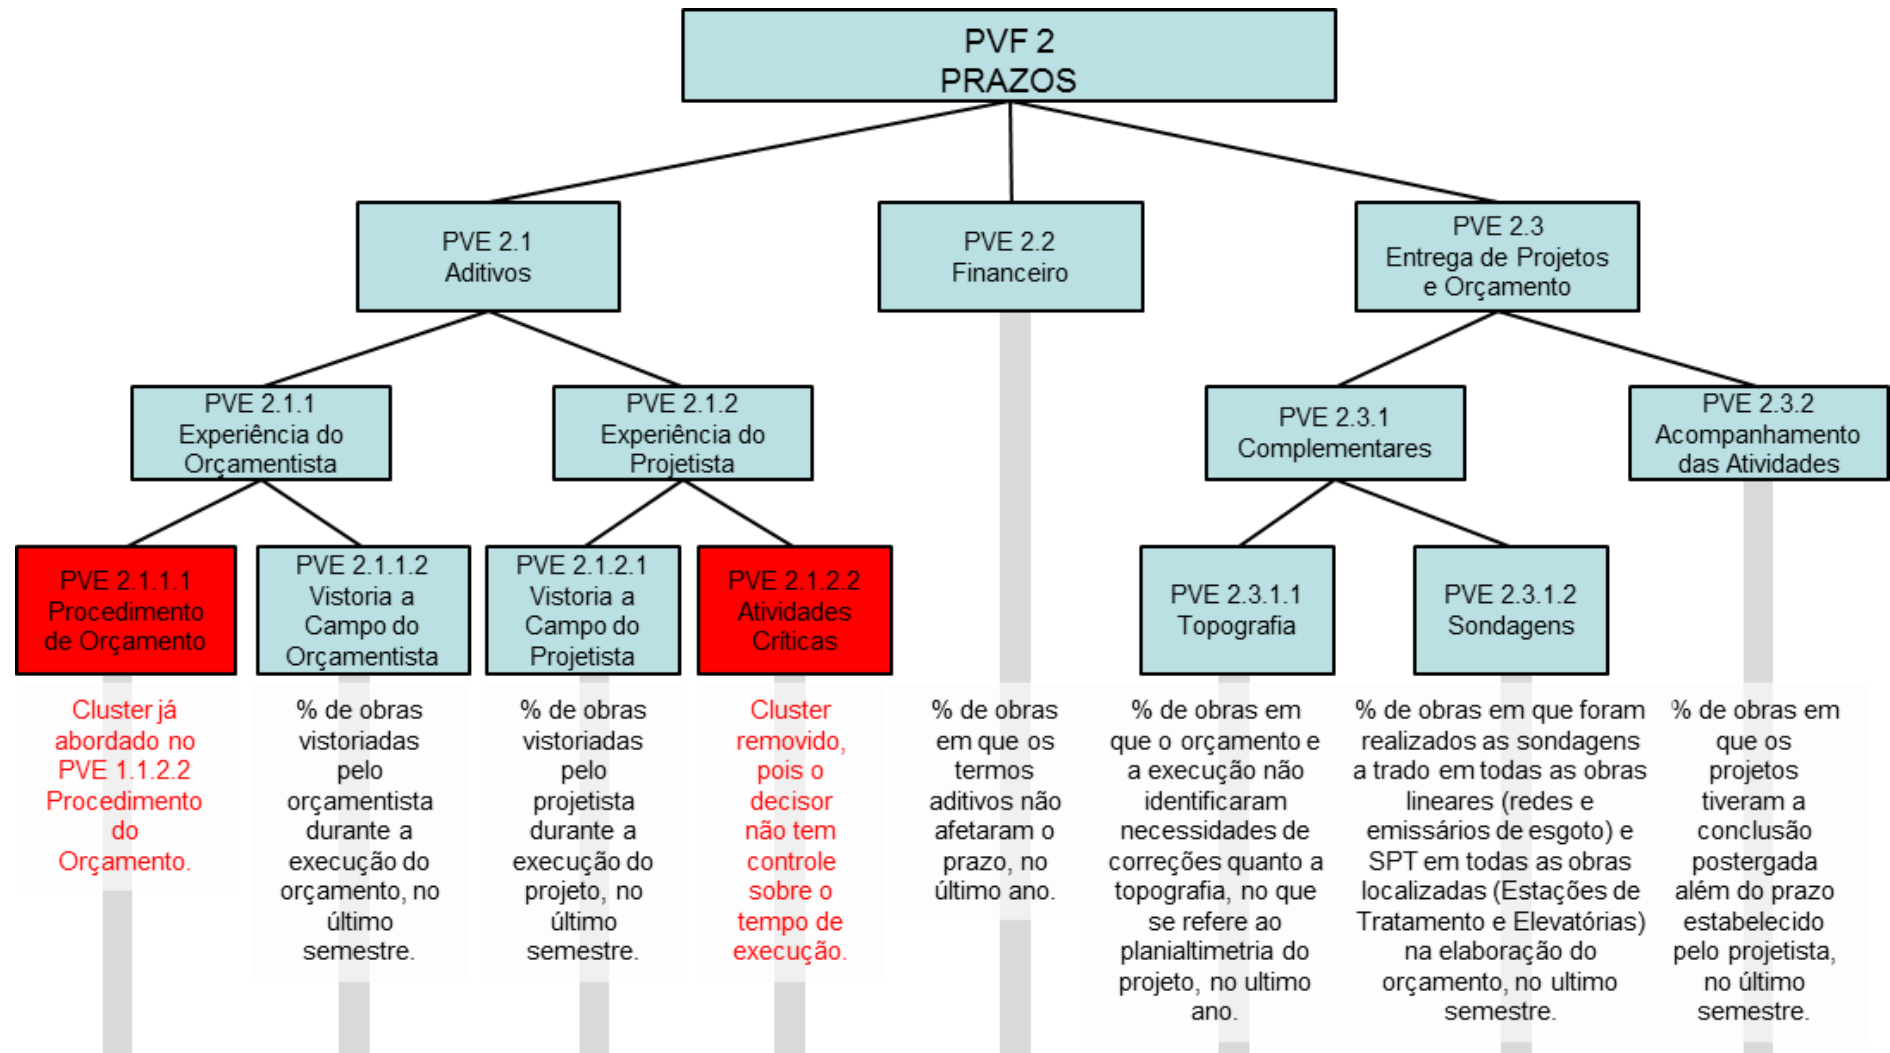 PVF 2
PRAZOS
PVE 2.1
Aditivos
PVE 2.2
Financeiro
PVE 2.3
Entrega de Projetos
e Orçamento
PVE 2.1.1
Experiência do
Orçamentista
PVE 2.1.2
Experiência do
Projetista
PVE 2.3.1
Complementares
PVE 2.3.2
Acompanhamento
das Atividades
PVE 2.1.1.1
Procedimento
de Orçamento
PVE 2.1.1.2
Vistoria a
Campo do
Orçamentista
PVE 2.1.2.1
Vistoria a
Campo do
Projetista
PVE 2.1.2.2
Atividades
Críticas
PVE 2.3.1.1
Topografia
PVE 2.3.1.2
Sondagens
Cluster já
abordado no
PVE 1.1.2.2
Procedimento
do
Orçamento.
% de obras
vistoriadas
pelo
orçamentista
durante a
execução do
orçamento, no
último
semestre.
% de obras
vistoriadas
pelo
projetista
durante a
execução do
projeto, no
último
semestre.
Cluster
removido,
pois o
decisor
não tem
controle
sobre o
tempo de
execução.
% de obras
em que os
termos
aditivos não
afetaram o
prazo, no
último ano.
% de obras em
que o orçamento e
a execução não
identificaram
necessidades de
correções quanto a
topografia, no que
se refere ao
planialtimetria do
projeto, no ultimo
ano.
% de obras em que foram
realizados as sondagens
a trado em todas as obras
lineares (redes e
emissários de esgoto) e
SPT em todas as obras
localizadas (Estações de
Tratamento e Elevatórias)
na elaboração do
orçamento, no ultimo
semestre.
% de obras em
que os
projetos
tiveram a
conclusão
postergada
além do prazo
estabelecido
pelo projetista,
no último
semestre.